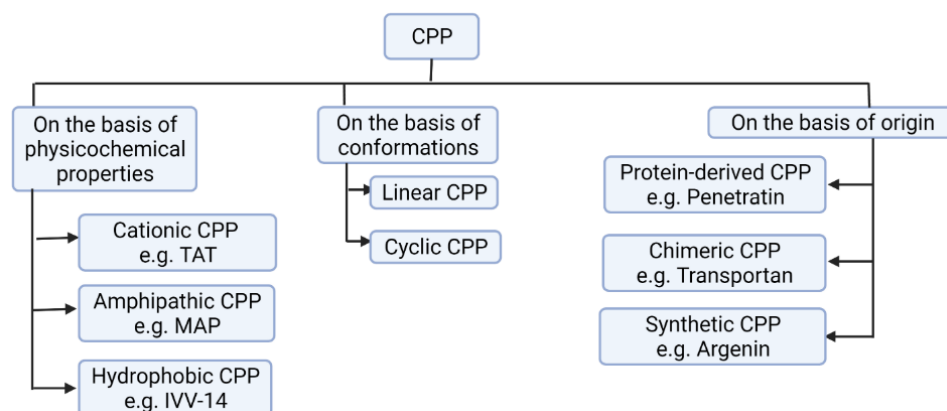 CPP
On the basis of
physicochemical
properties
Cationic CPP
e.g. TAT
Amphipathic CPP
e.g. MAP
Hydrophobic CPP
e.g. IVV-14
On the basis of
conformations
Linear CPP
Cyclic CPP
On the basis of origin
Protein-derived CPP
e.g. Penetratin
Chimeric CPP
e.g. Transportan
Synthetic CPP
e.g. Argenin